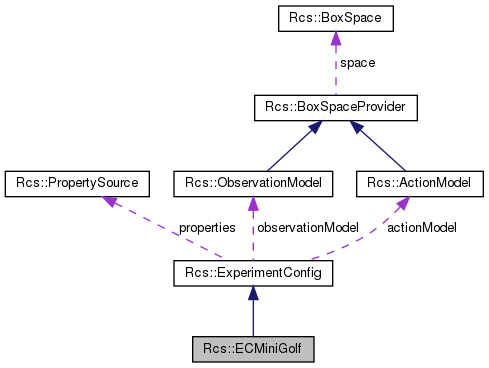 Rcs::BoxSpace
space
Rcs::BoxSpaceProvider
Rcs::PropertySource
Rcs::ObservationModel
Rcs::ActionModel
properties
observationModel
actionModel
Rcs::ExperimentConfig
Rcs::ECMiniGolf